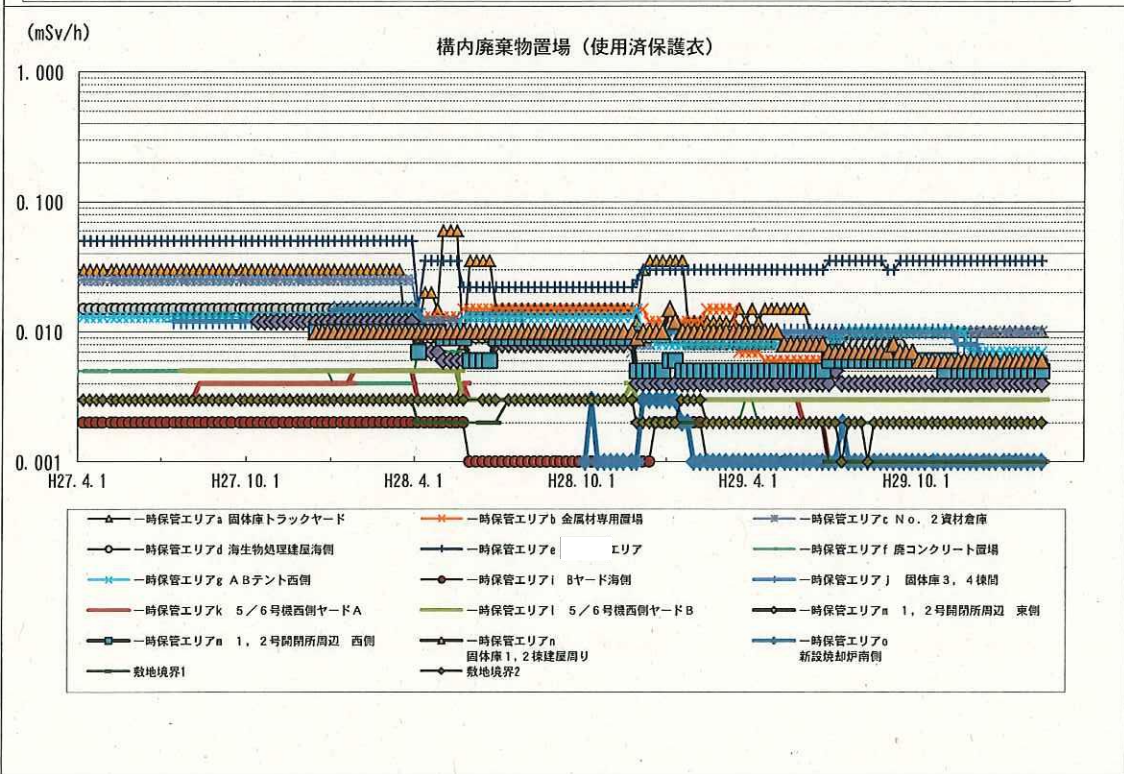 (mSv/h)
構内廃棄物置場（使用済保護衣）
1.000
0.100
0.010
0.001
H27.4.1 H27.10.1 H28.4.1 H28.10.1 H29.4.1 H29.10.1
一時保管エリアa 固体庫トラックヤード 一時保管エリアb 金属材専用置場 一時保管エリアc No.2資材倉庫
一時保管エリアd 海生物処理建屋海側 一時保管エリアe エリア 一時保管エリアf 廃コンクリート置場
一時保管エリアg ABテント西側 一時保管エリアi Bヤード海側 一時保管エリアj 固体庫3，4棟間
一時保管エリアk 5／6号機西側ヤードA 一時保管エリアl 5／6号機西側ヤードB 一時保管エリアm 1，2号開閉所周辺 東側
一時保管エリアm 1，2号開閉所周辺 西側 一時保管エリアn 一時保管エリアo
固体庫1，2棟建屋周り 新設焼却炉南側
敷地境界1 敷地境界2